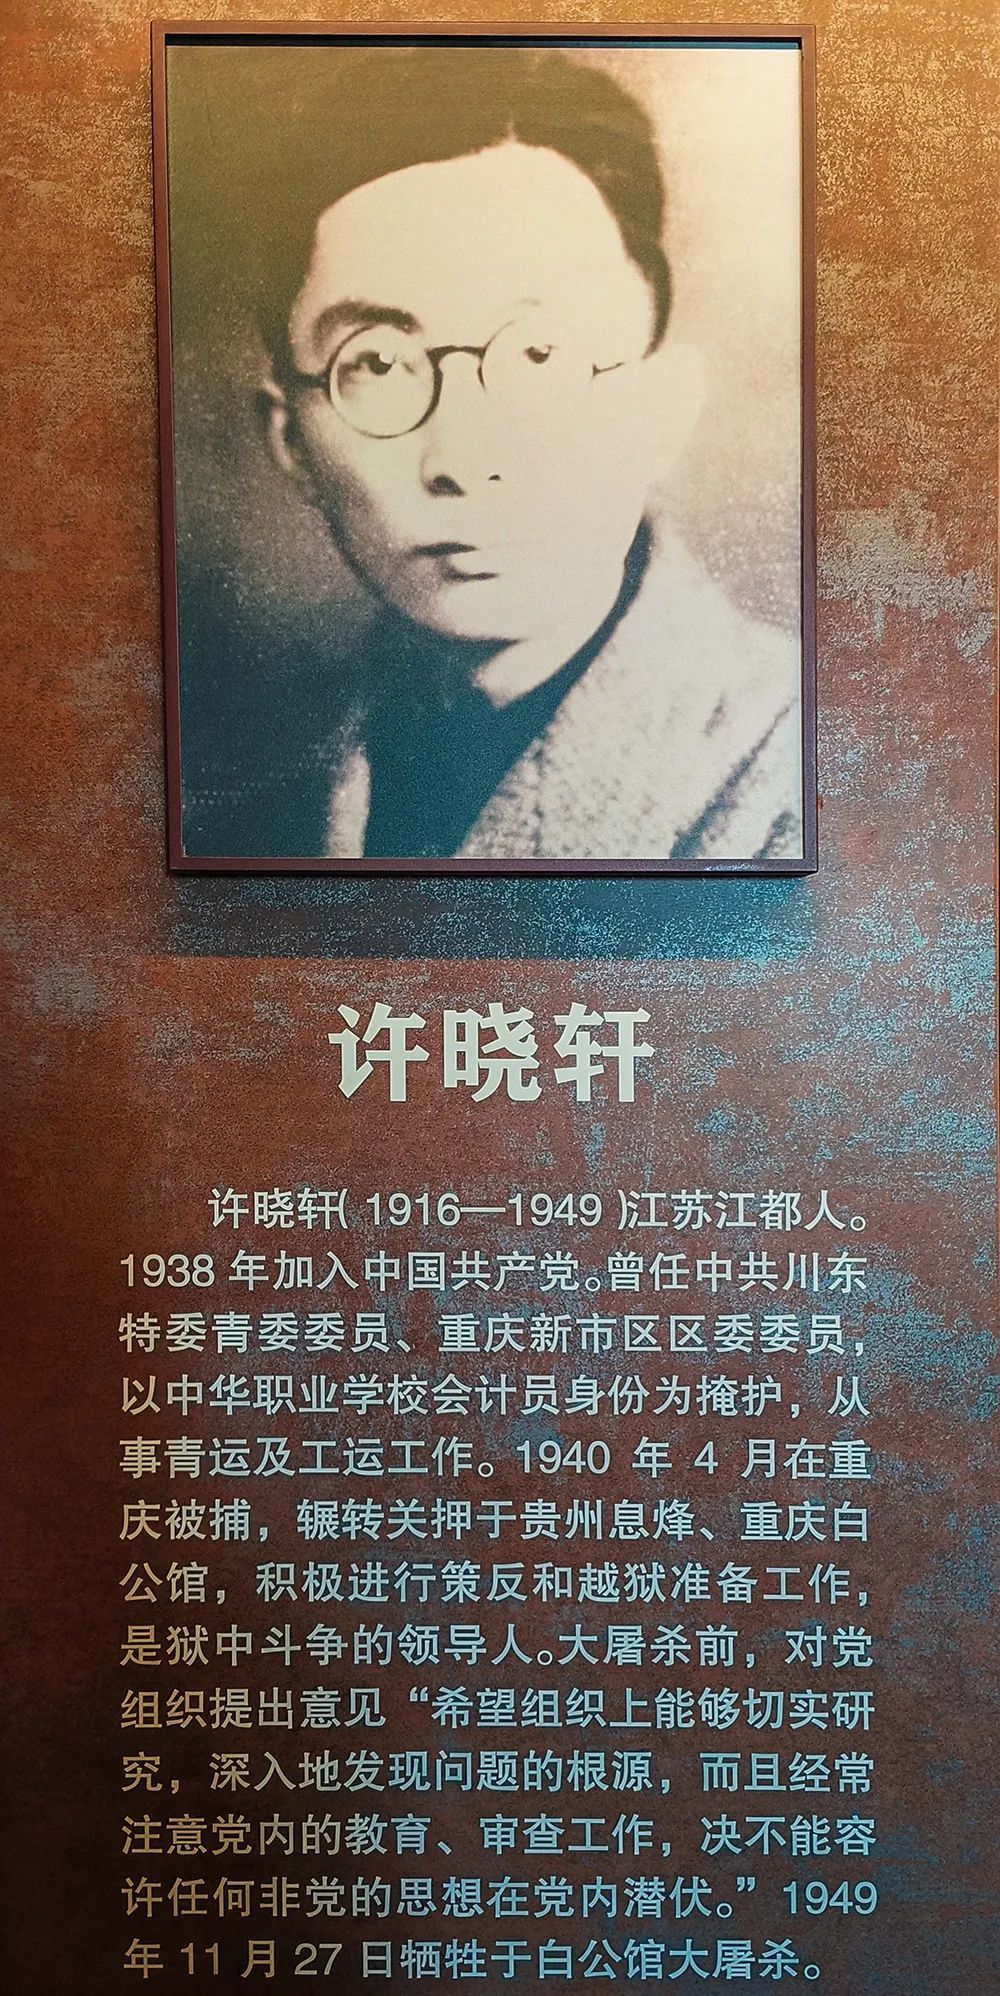 许晓轩
许晓轩(1916—1949)江苏江都人。
1938年加入中国共产党。曾任中共川东
特委青委委员、重庆新市区区委委员，
以中华职业学校会计员身份为掩护，从
事青运及工运工作。1940 年 4 月在重
庆被捕，辗转关押于贵州息烽、重庆白
公馆，积极进行策反和越狱准备工作，
是狱中斗争的领导人。大屠杀前，对党
组织提出意见“希望组织上能够切实研
究，深入地发现问题的根源，而且经常
注意党内的教育、审查工作，决不能容
许任何非党的思想在党内潜伏。”1949
年 11 月 27 日牺牲于白公馆大屠杀。